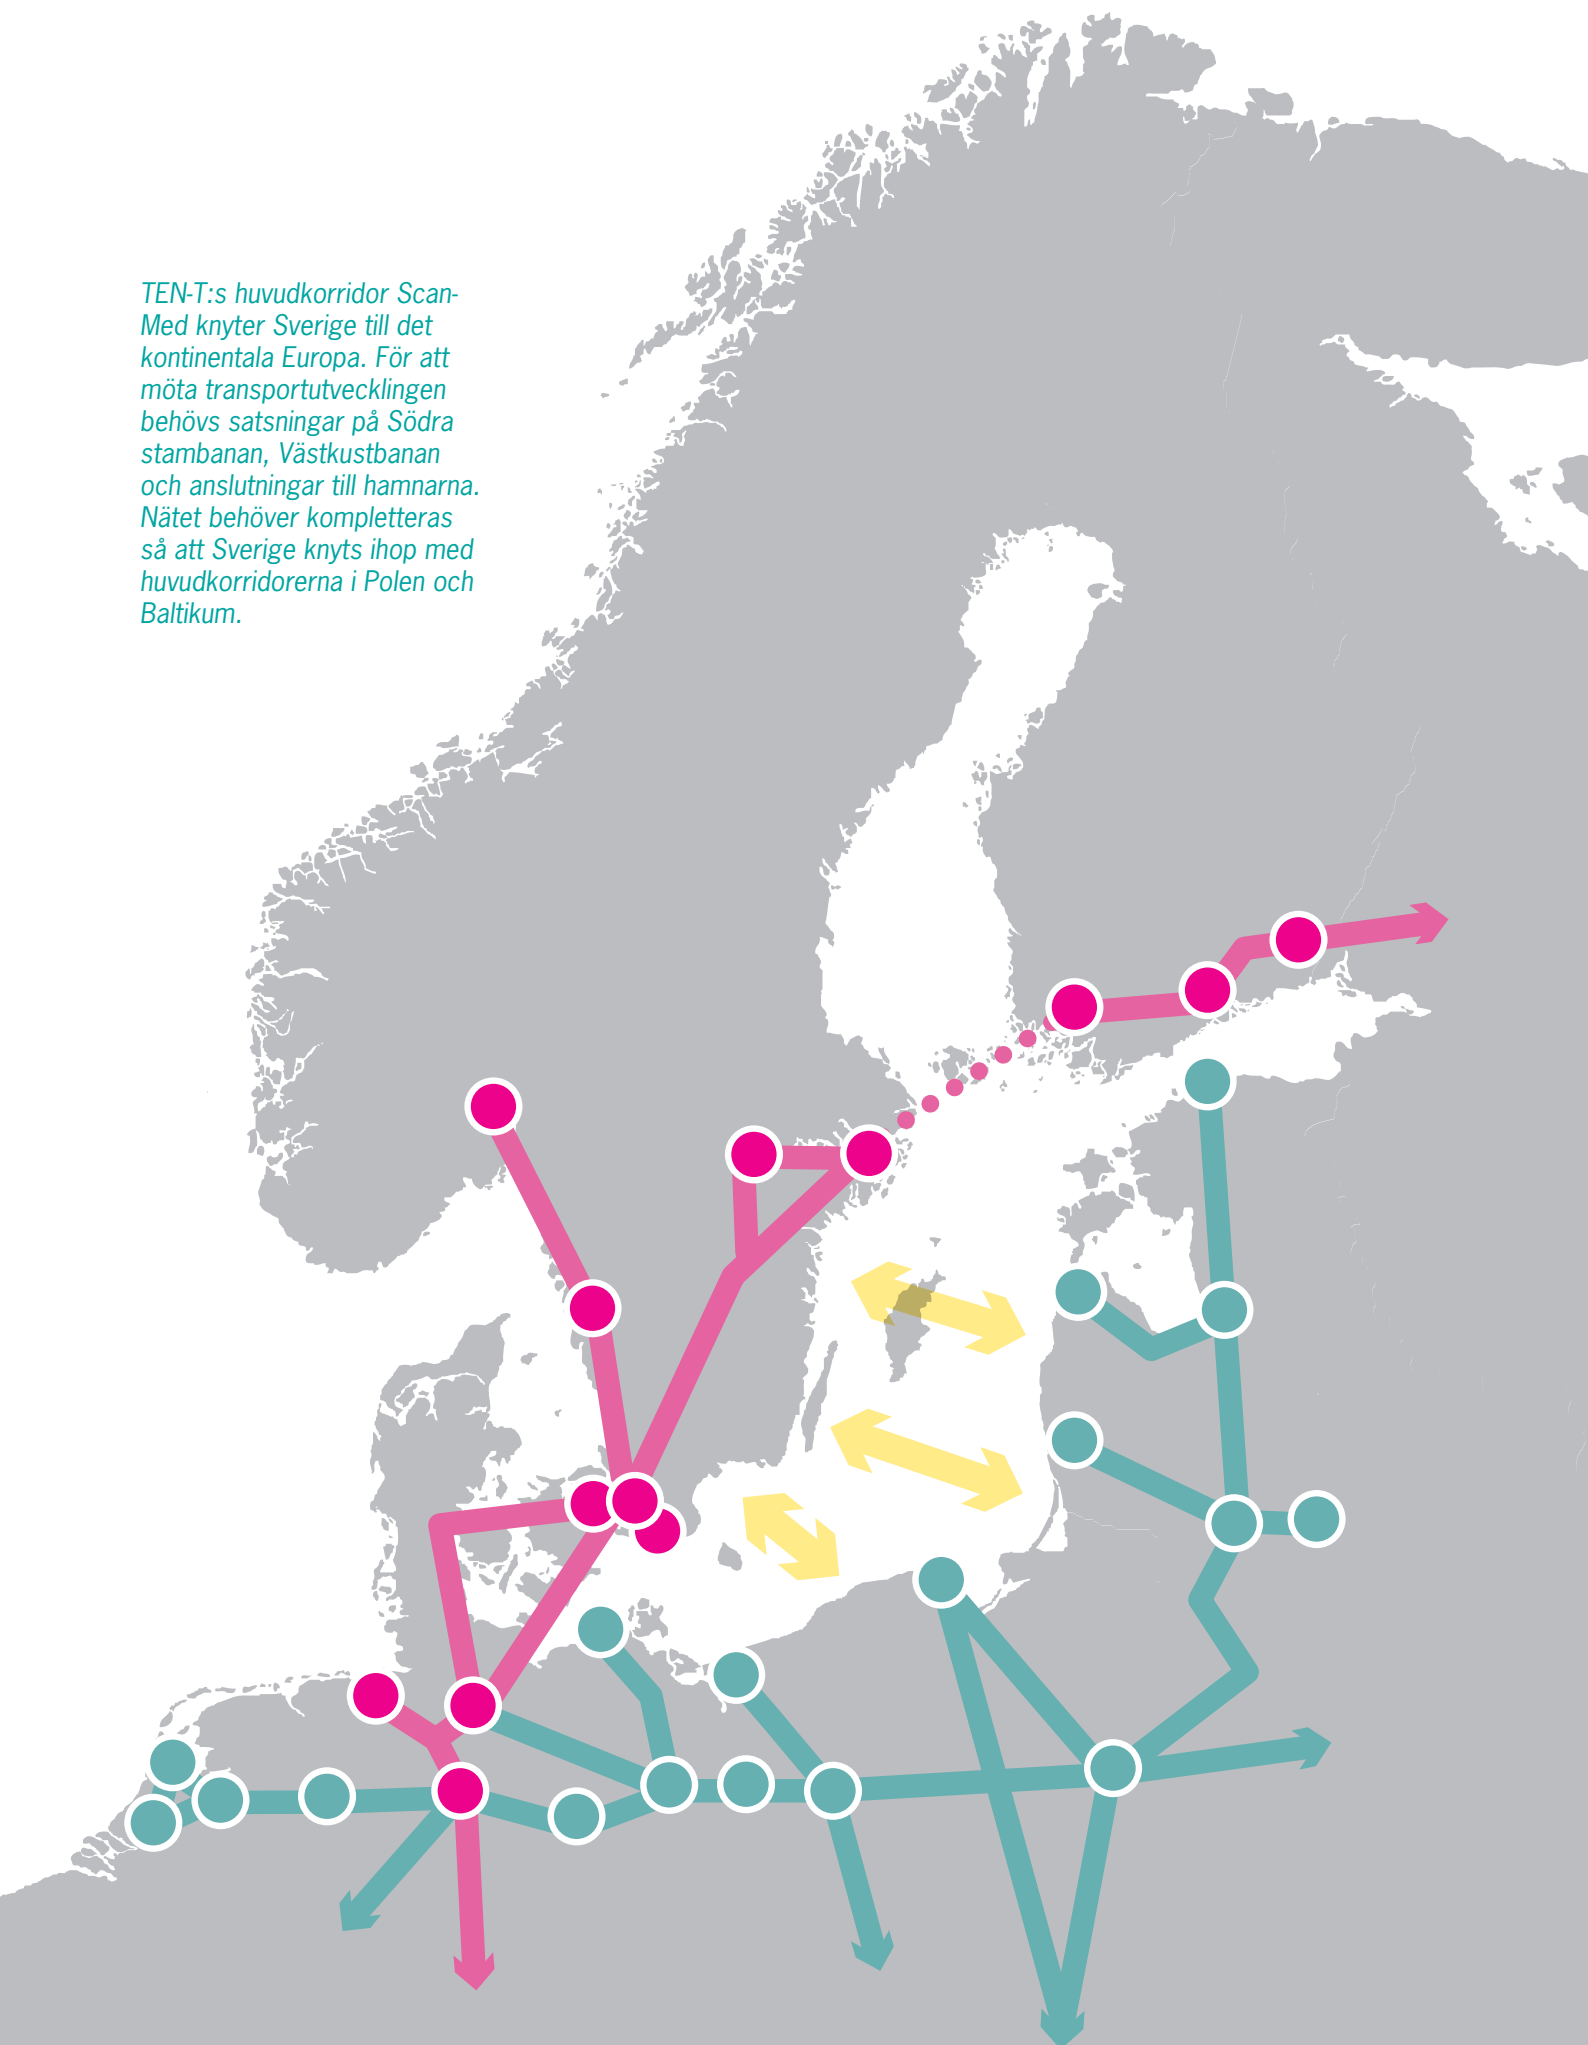 TEN-T:s huvudkorridor Scan-
Med knyter Sverige till det
kontinentala Europa. För att
möta transportutvecklingen
behövs satsningar på Södra
stambanan, Västkustbanan
och anslutningar till hamnarna.
Nätet behöver kompletteras
så att Sverige knyts ihop med
huvudkorridorerna i Polen och
Baltikum.